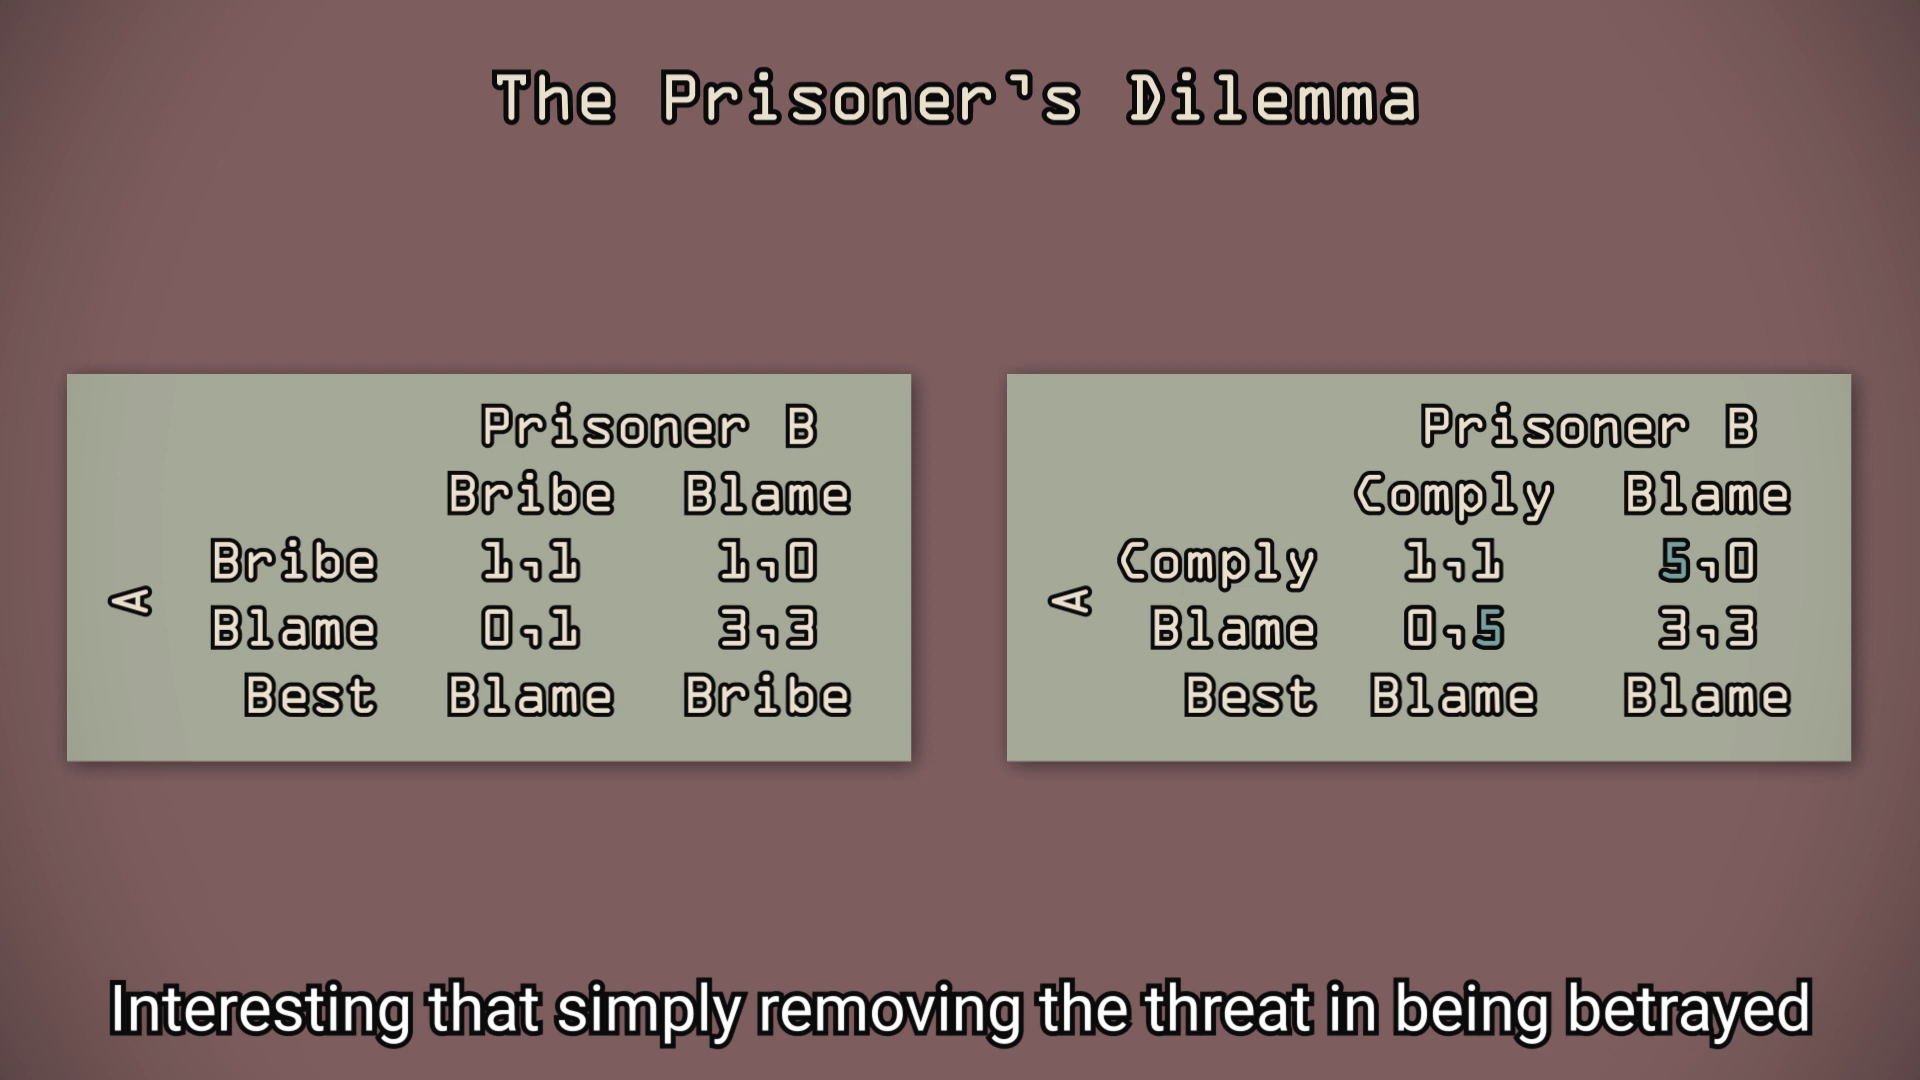 The Prisoner's Dilemma
Prisoner B
Bribe Blame
A
Bribe 1,1 1,0
Blame 0,1 3,3
Best Blame Bribe
Prisoner B
Comply Blame
A
Comply 1,1 5,0
Blame 0,5 3,3
Best Blame Blame
Interesting that simply removing the threat in being betrayed